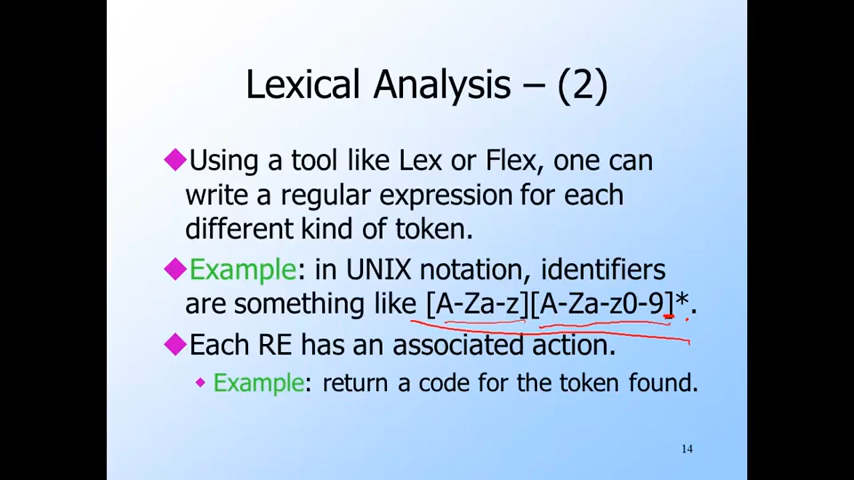 Lexical Analysis – (2)
Using a tool like Lex or Flex, one can
write a regular expression for each
different kind of token.
Example: in UNIX notation, identifiers
are something like [A-Za-z][A-Za-z0-9]*.
Each RE has an associated action.
Example: return a code for the token found.
14